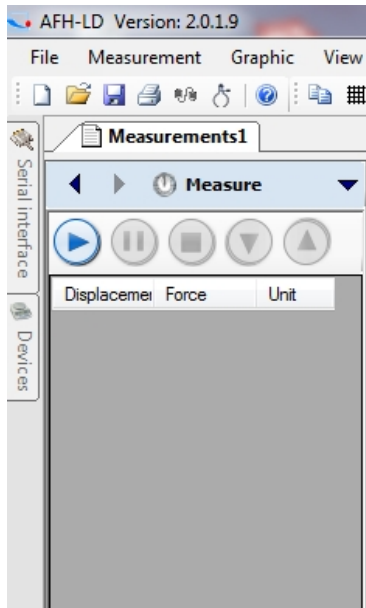 AFH-LD Version: 2.0.1.9
File Measurement Graphic View
Measurements1
Serial interface
Measure
Displacemer Force Unit
Devices